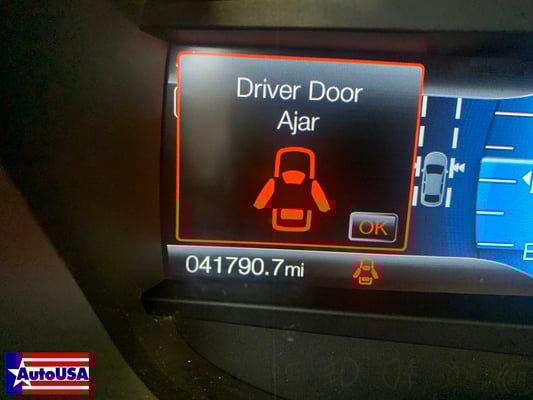 Driver Door
Ajar
OK
041790.7mi
E
AutoUSA